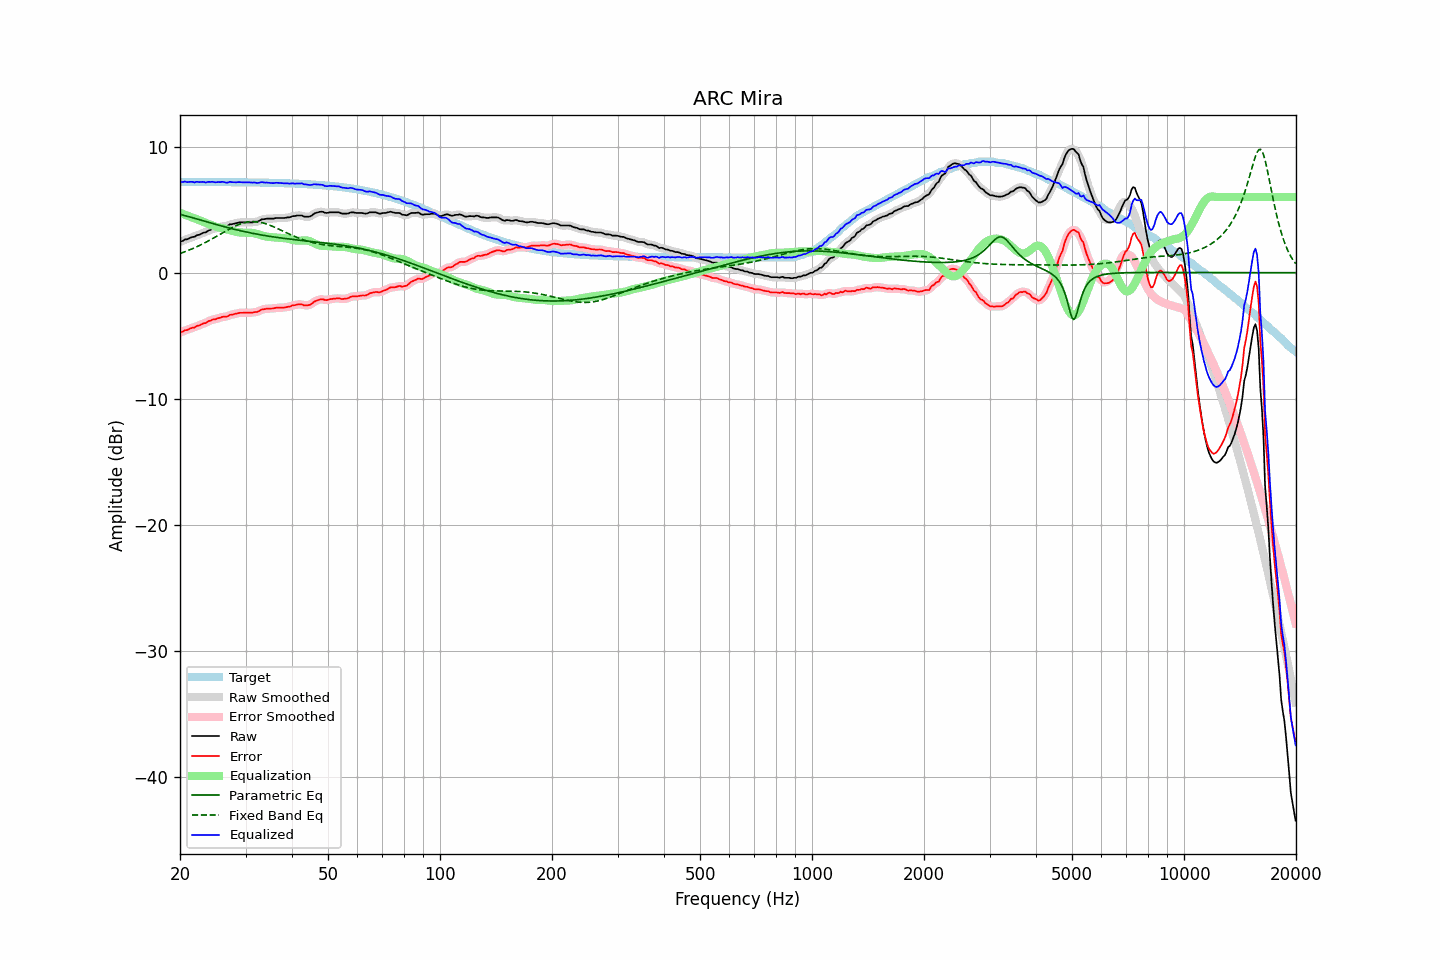 ARC Mira
10
0
−10
−20
−30
−40
Amplitude (dBr)
Target
Raw Smoothed
Error Smoothed
Raw
Error
Equalization
Parametric Eq
Fixed Band Eq
Equalized
20 50 100 200 500 1000 2000 5000 10000 20000
Frequency (Hz)